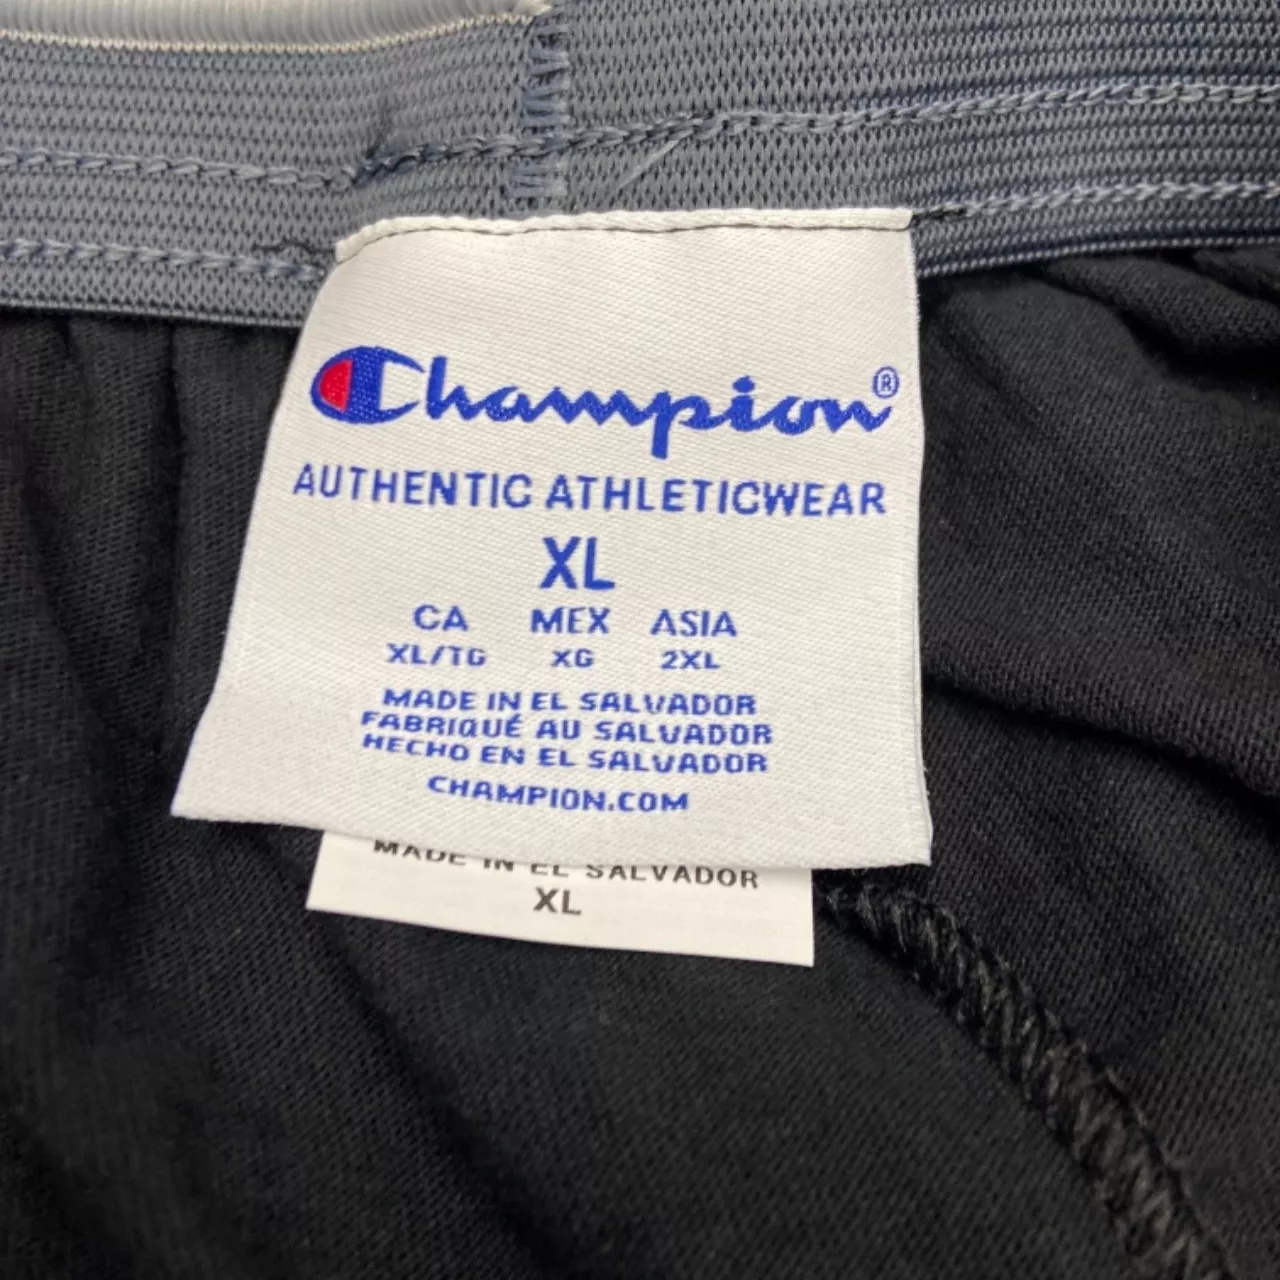 Champion®
AUTHENTIC ATHLETICWEAR
XL
CA MEX ASIA
XL/TG XG 2XL
MADE IN EL SALVADOR
FABRIQUÉ AU SALVADOR
HECHO EN EL SALVADOR
CHAMPION.COM
MADE IN EL SALVADOR
XL